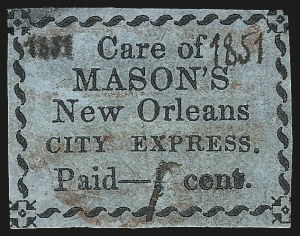 1851 Care of 1851
MASON'S
New Orleans
CITY EXPRESS.
Paid— cent.